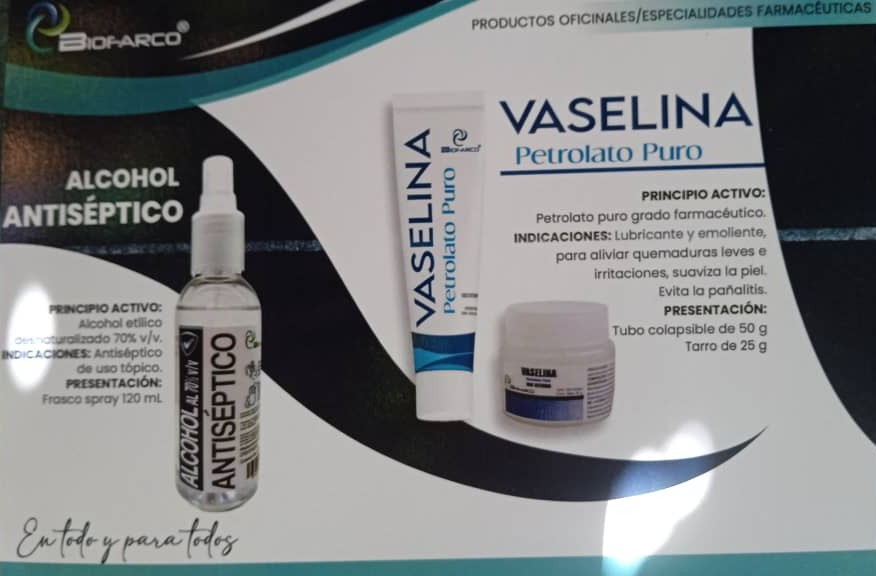 BIOFARCO®
PRODUCTOS OFICINALES/ESPECIALIDADES FARMACÉUTICAS
ALCOHOL
ANTISÉPTICO
PRINCIPIO ACTIVO:
Alcohol etílico
desnaturalizado 70% v/v.
INDICACIONES: Antiséptico
de uso tópico.
PRESENTACIÓN:
Frasco spray 120 mL
ALCOHOL AL 70% v/v
ANTISÉPTICO
En todo y para todos
BIOFARCO
VASELINA
Petrolato Puro
VASELINA
Petrolato Puro
PRINCIPIO ACTIVO:
Petrolato puro grado farmacéutico.
INDICACIONES: Lubricante y emoliente,
para aliviar quemaduras leves e
irritaciones, suaviza la piel.
Evita la pañalitis.
PRESENTACIÓN:
Tubo colapsible de 50 g
Tarro de 25 g
VASELINA
BIOFARCO